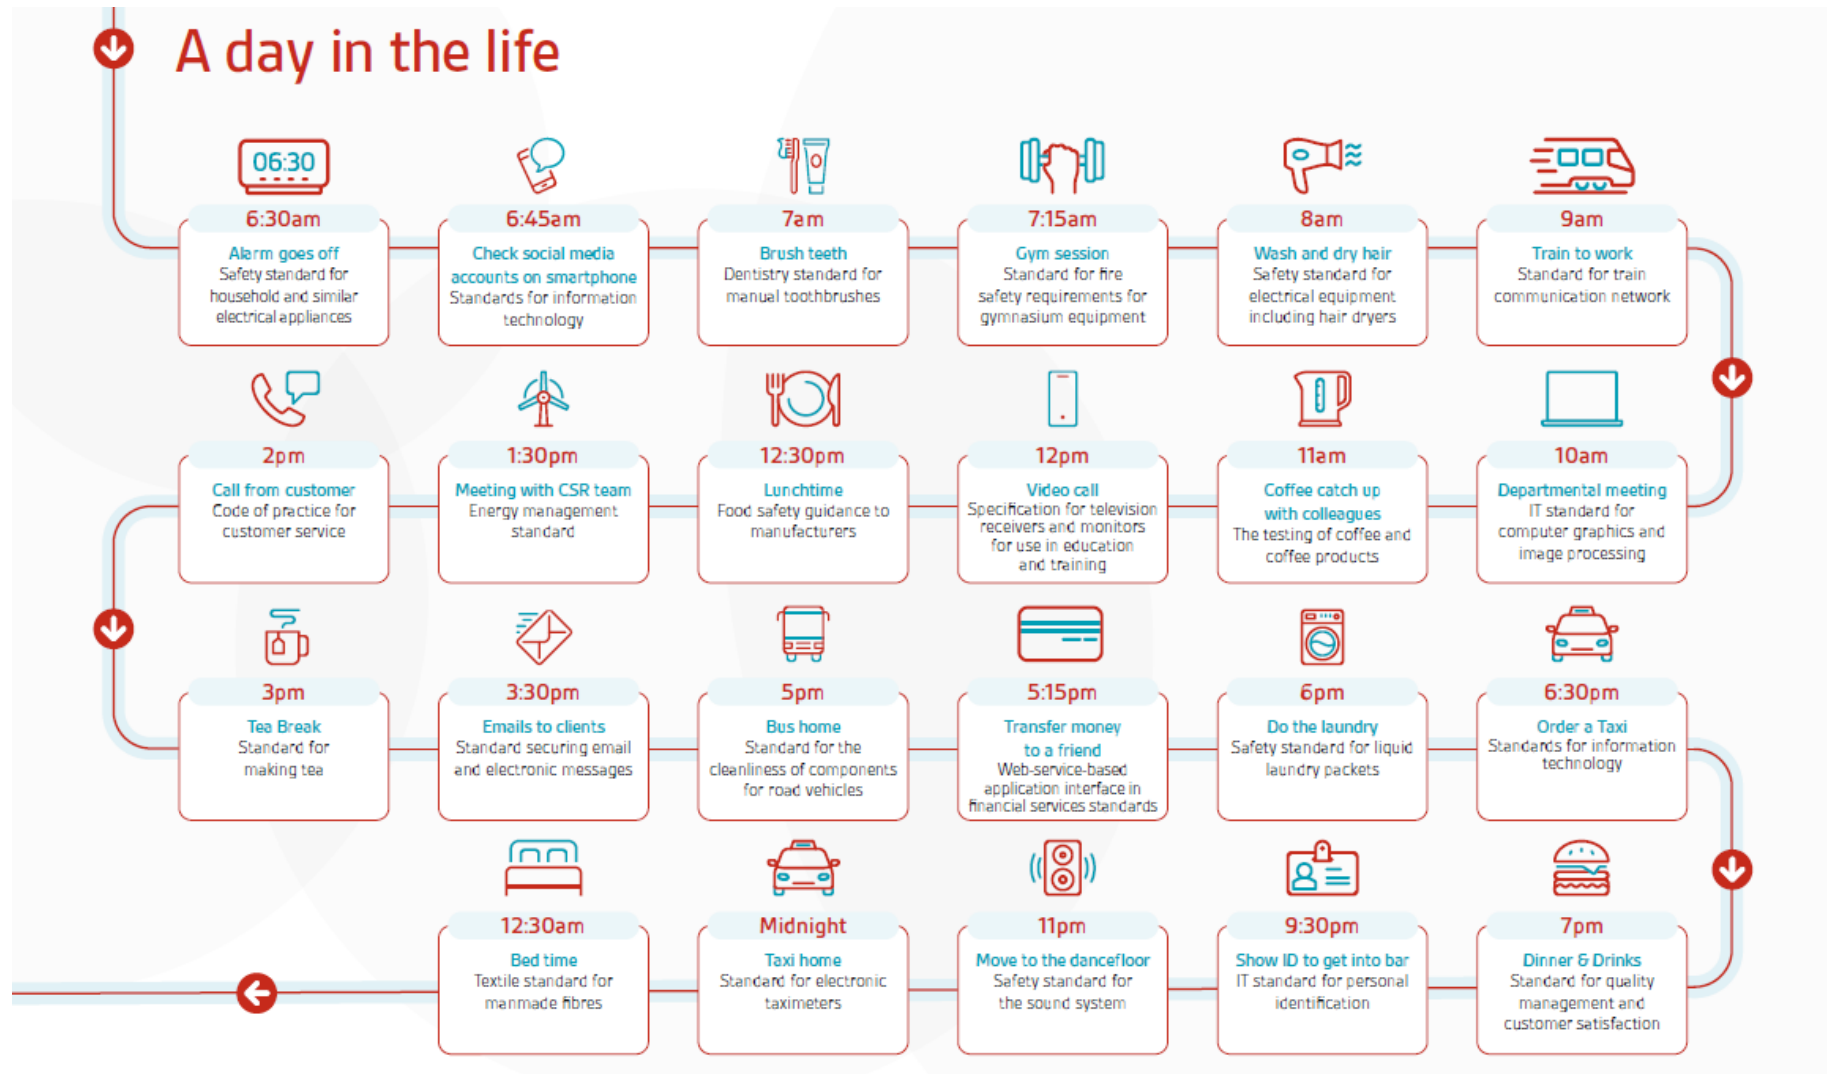 A day in the life
06:30
6:30am
Alarm goes off
Safety standard for
household and similar
electrical appliances
6:45am
Check social media
accounts on smartphone
Standards for information
technology
7am
Brush teeth
Dentistry standard for
manual toothbrushes
7:15am
Gym session
Standard for fire
safety requirements for
gymnasium equipment
8am
Wash and dry hair
Safety standard for
electrical equipment
including hair dryers
9am
Train to work
Standard for train
communication network
10am
Departmental meeting
IT standard for
computer graphics and
image processing
11am
Coffee catch up
with colleagues
The testing of coffee and
coffee products
12pm
Video call
Specification for television
receivers and monitors
for use in education
and training
12:30pm
Lunchtime
Food safety guidance to
manufacturers
1:30pm
Meeting with CSR team
Energy management
standard
2pm
Call from customer
Code of practice for
customer service
3pm
Tea Break
Standard for
making tea
3:30pm
Emails to clients
Standard securing email
and electronic messages
5pm
Bus home
Standard for the
cleanliness of components
for road vehicles
5:15pm
Transfer money
to a friend
Web-service-based
application interface in
financial services standards
6pm
Do the laundry
Safety standard for liquid
laundry packets
6:30pm
Order a Taxi
Standards for information
technology
7pm
Dinner & Drinks
Standard for quality
management and
customer satisfaction
9:30pm
Show ID to get into bar
IT standard for personal
identification
11pm
Move to the dancefloor
Safety standard for
the sound system
Midnight
Taxi home
Standard for electronic
taximeters
12:30am
Bed time
Textile standard for
manmade fibres